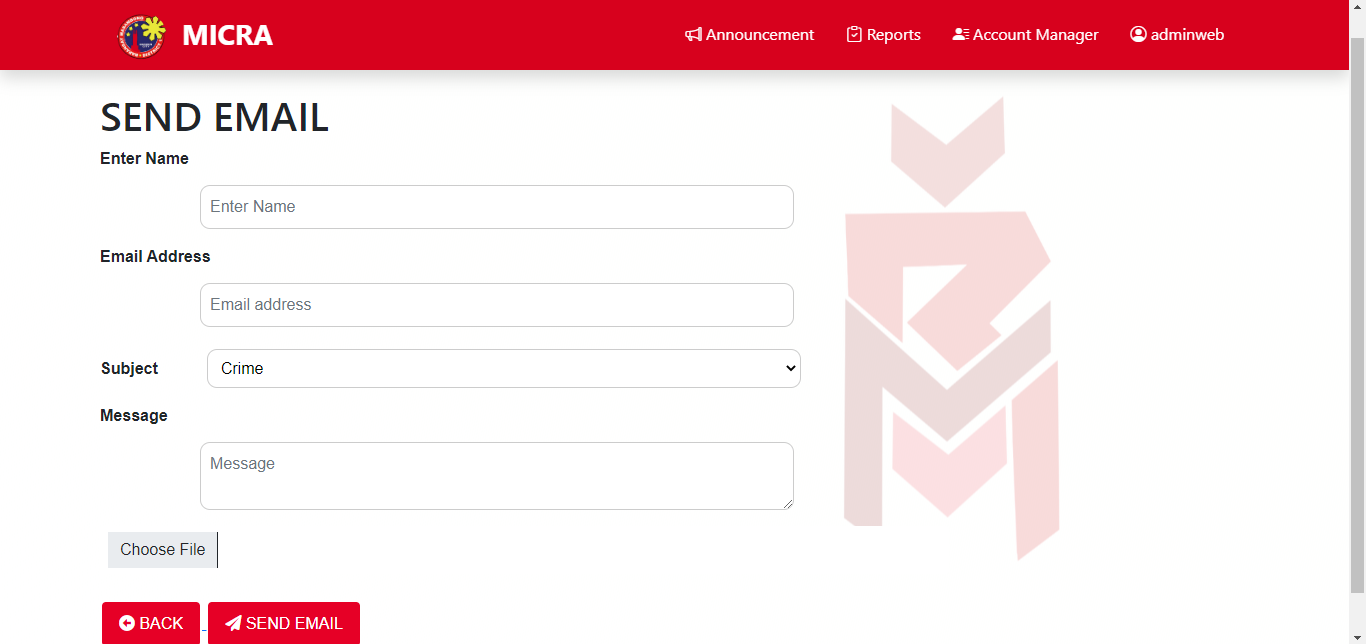 MICRA
Announcement
Reports
Account Manager
adminweb
SEND EMAIL
Enter Name
Enter Name
Email Address
Email address
Subject
Crime
Message
Message
Choose File
BACK
SEND EMAIL